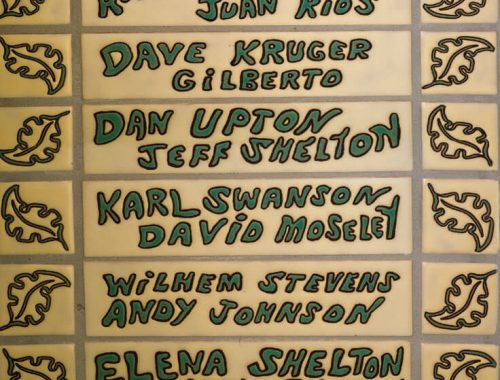 JUAN RIOS
DAVE KRUGER
GILBERTO
DAN UPTON
JEFF SHELTON
KARL SWANSON
DAVID MOSELEY
WILHEM STEVENS
ANDY JOHNSON
ELENA SHELTON